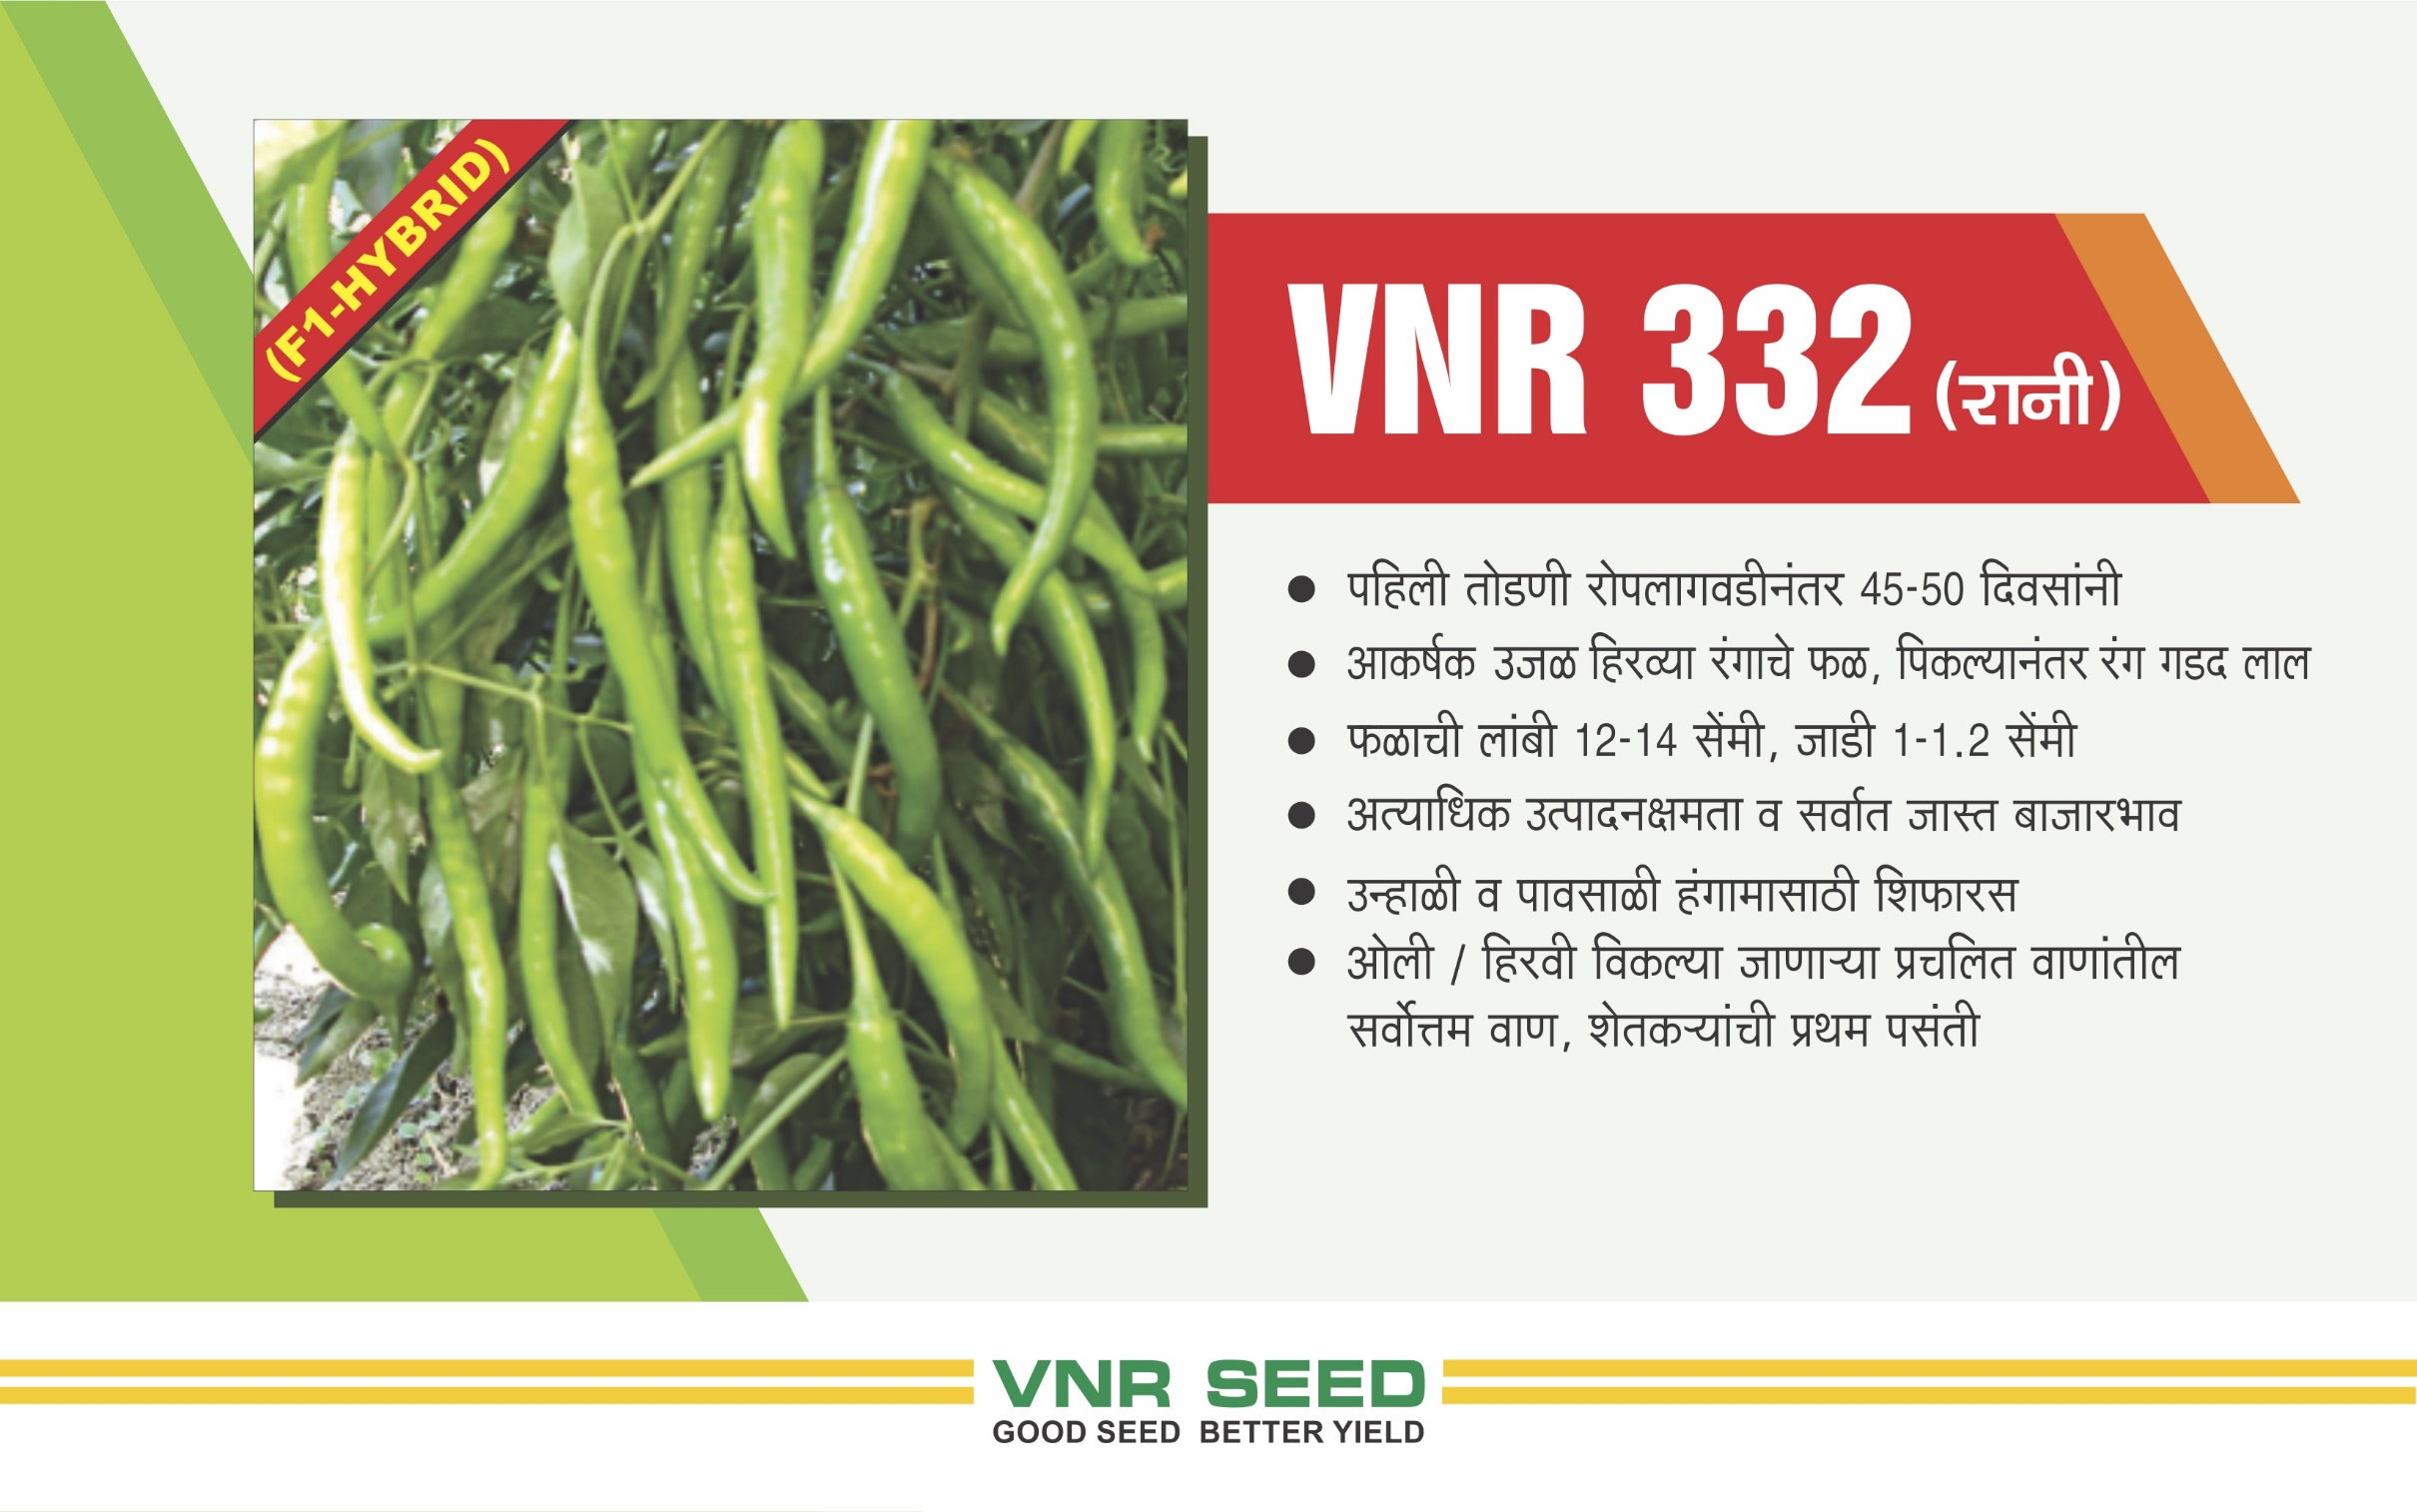 (F1-HYBRID)
VNR 332 (रानी)
● पहिली तोडणी रोपलागवडीनंतर 45-50 दिवसांनी
● आकर्षक उजळ हिरव्या रंगाचे फळ, पिकल्यानंतर रंग गडद लाल
● फळाची लांबी 12-14 सेंमी, जाडी 1-1.2 सेंमी
● अत्याधिक उत्पादनक्षमता व सर्वात जास्त बाजारभाव
● उन्हाळी व पावसाळी हंगामासाठी शिफारस
● ओली / हिरवी विकल्या जाणाऱ्या प्रचलित वाणांतील
सर्वोत्तम वाण, शेतकऱ्यांची प्रथम पसंती
VNR SEED
GOOD SEED BETTER YIELD